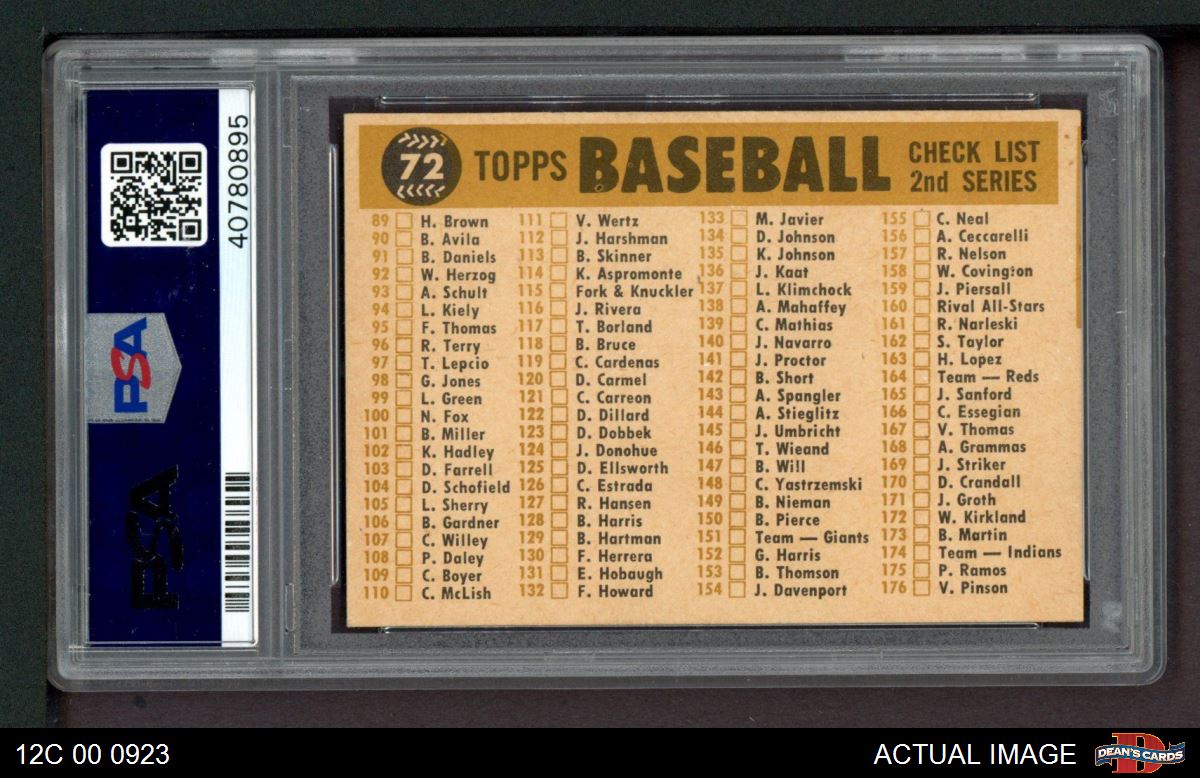 40780895
PSA
PSA
72
TOPPS BASEBALL
CHECK LIST
2nd SERIES
89 H. Brown
90 B. Avila
91 B. Daniels
92 W. Herzog
93 A. Schult
94 L. Kiely
95 F. Thomas
96 R. Terry
97 T. Lepcio
98 G. Jones
99 L. Green
100 N. Fox
101 B. Miller
102 K. Hadley
103 D. Farrell
104 D. Schofield
105 L. Sherry
106 B. Gardner
107 C. Willey
108 P. Daley
109 C. Boyer
110 C. McLish
111 V. Wertz
112 J. Harshman
113 B. Skinner
114 K. Aspromonte
115 Fork & Knuckler
116 J. Rivera
117 T. Borland
118 B. Bruce
119 C. Cardenas
120 D. Carmel
121 C. Carreon
122 D. Dillard
123 D. Dobbek
124 J. Donohue
125 D. Ellsworth
126 C. Estrada
127 R. Hansen
128 B. Harris
129 B. Hartman
130 F. Herrera
131 E. Hobaugh
132 F. Howard
133 M. Javier
134 D. Johnson
135 K. Johnson
136 J. Kaat
137 L. Klimchock
138 A. Mahaffey
139 C. Mathias
140 J. Navarro
141 J. Proctor
142 B. Short
143 A. Spangler
144 A. Stieglitz
145 J. Umbricht
146 T. Wieand
147 B. Will
148 C. Yastrzemski
149 B. Nieman
150 B. Pierce
151 Team — Giants
152 G. Harris
153 B. Thomson
154 J. Davenport
155 C. Neal
156 A. Ceccarelli
157 R. Nelson
158 W. Covington
159 J. Piersall
160 Rival All-Stars
161 R. Narleski
162 S. Taylor
163 H. Lopez
164 Team — Reds
165 J. Sanford
166 C. Essegian
167 V. Thomas
168 A. Grammas
169 J. Striker
170 D. Crandall
171 J. Groth
172 W. Kirkland
173 B. Martin
174 Team — Indians
175 P. Ramos
176 V. Pinson
12C 00 0923
ACTUAL IMAGE
DEAN'S CARDS